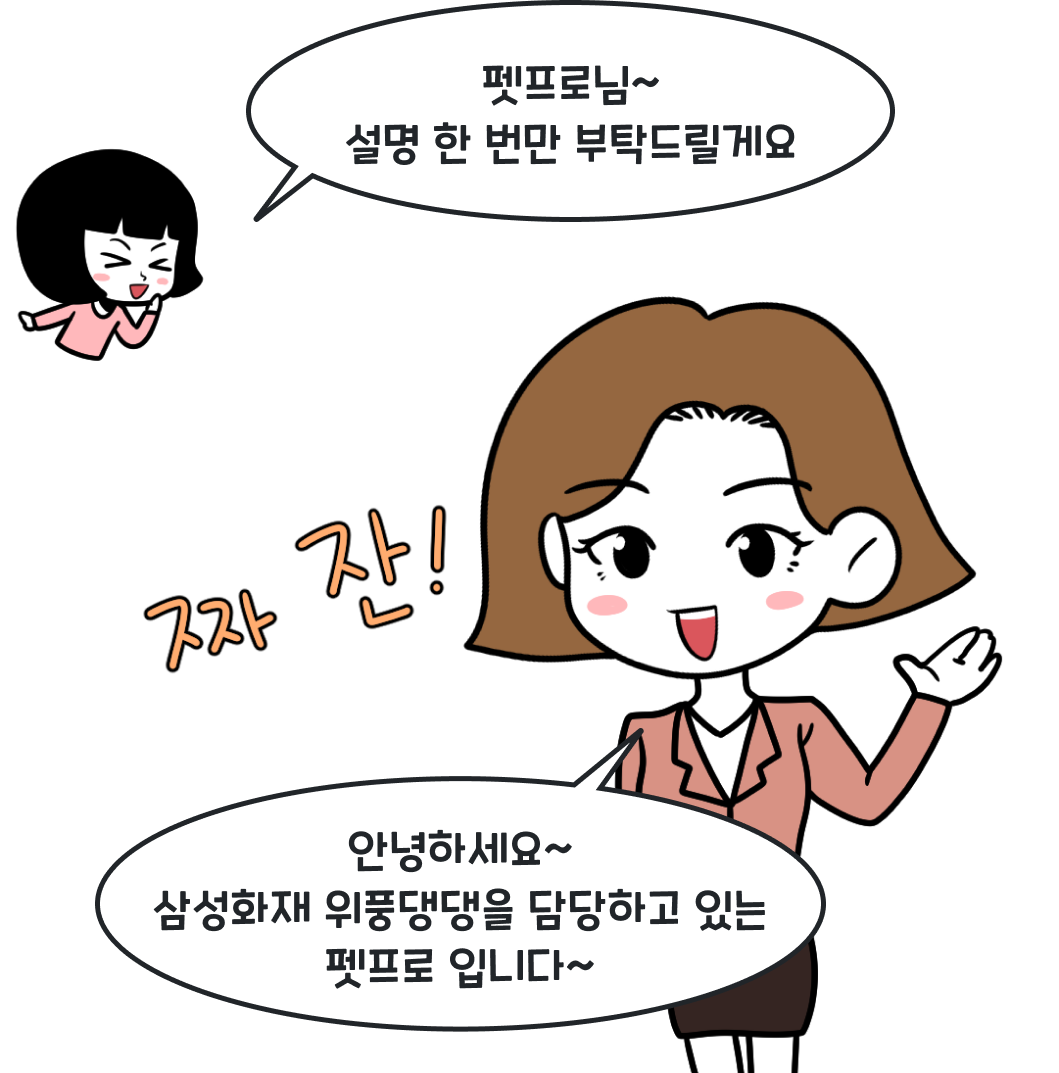 펫프로님~
설명 한 번만 부탁드릴게요
짜 잔!
안녕하세요~
삼성화재 위풍댕댕을 담당하고 있는
펫프로 입니다~